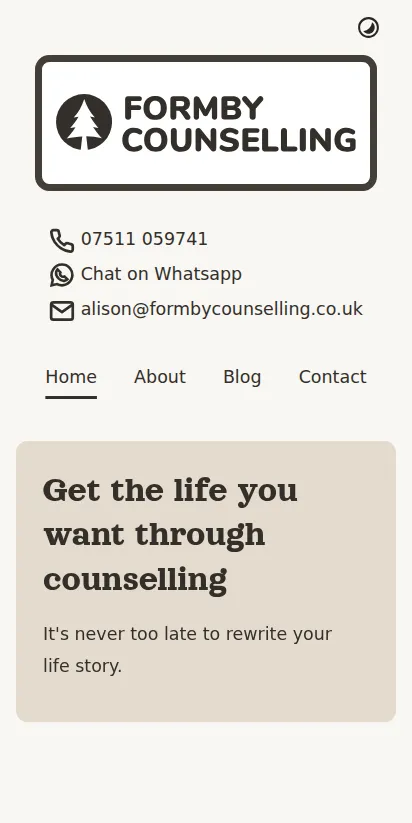 FORMBY
COUNSELLING
07511 059741
Chat on Whatsapp
alison@formbycounselling.co.uk
Home About Blog Contact
Get the life you
want through
counselling
It's never too late to rewrite your
life story.